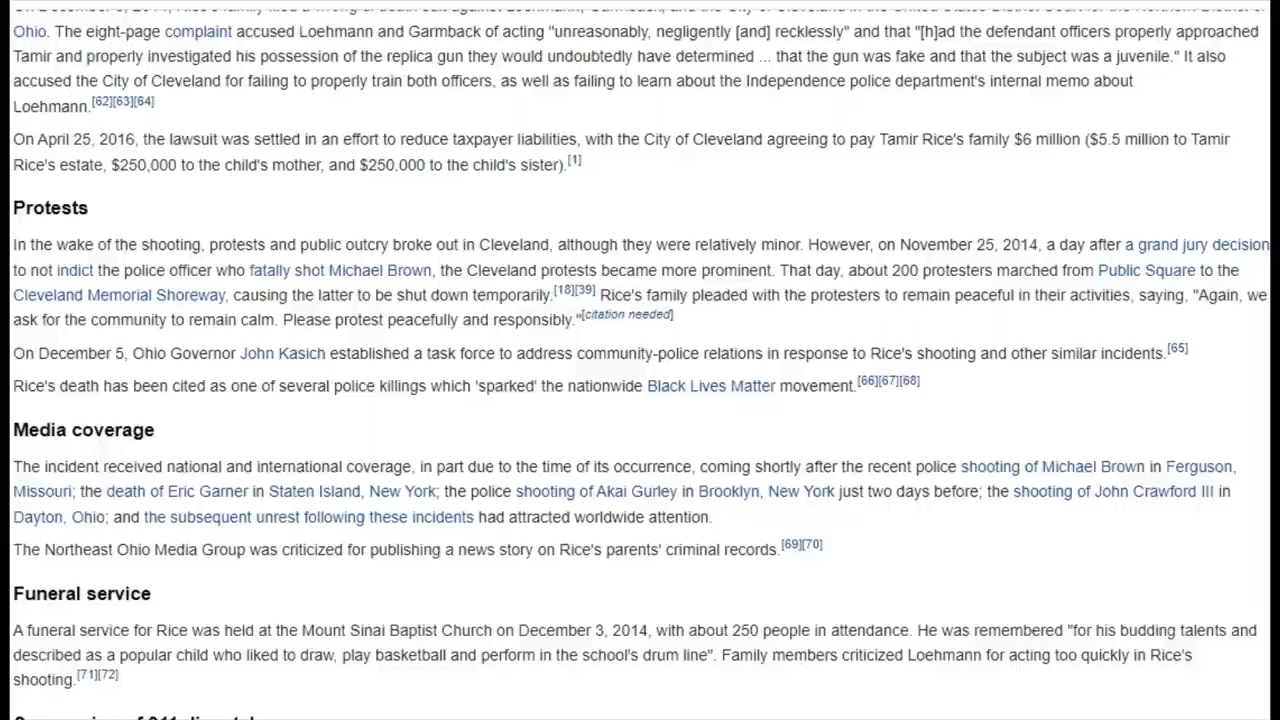 Ohio. The eight-page complaint accused Loehmann and Garmback of acting "unreasonably, negligently [and] recklessly" and that "[h]ad the defendant officers properly approached
Tamir and properly investigated his possession of the replica gun they would undoubtedly have determined ... that the gun was fake and that the subject was a juvenile." It also
accused the City of Cleveland for failing to properly train both officers, as well as failing to learn about the Independence police department's internal memo about
Loehmann.[62][63][64]
On April 25, 2016, the lawsuit was settled in an effort to reduce taxpayer liabilities, with the City of Cleveland agreeing to pay Tamir Rice's family $6 million ($5.5 million to Tamir
Rice's estate, $250,000 to the child's mother, and $250,000 to the child's sister).[1]
Protests
In the wake of the shooting, protests and public outcry broke out in Cleveland, although they were relatively minor. However, on November 25, 2014, a day after a grand jury decision
to not indict the police officer who fatally shot Michael Brown, the Cleveland protests became more prominent. That day, about 200 protesters marched from Public Square to the
Cleveland Memorial Shoreway, causing the latter to be shut down temporarily.[18][39] Rice's family pleaded with the protesters to remain peaceful in their activities, saying, "Again, we
ask for the community to remain calm. Please protest peacefully and responsibly."[citation needed]
On December 5, Ohio Governor John Kasich established a task force to address community-police relations in response to Rice's shooting and other similar incidents.[65]
Rice's death has been cited as one of several police killings which 'sparked' the nationwide Black Lives Matter movement.[66][67][68]
Media coverage
The incident received national and international coverage, in part due to the time of its occurrence, coming shortly after the recent police shooting of Michael Brown in Ferguson,
Missouri; the death of Eric Garner in Staten Island, New York; the police shooting of Akai Gurley in Brooklyn, New York just two days before; the shooting of John Crawford III in
Dayton, Ohio; and the subsequent unrest following these incidents had attracted worldwide attention.
The Northeast Ohio Media Group was criticized for publishing a news story on Rice's parents' criminal records.[69][70]
Funeral service
A funeral service for Rice was held at the Mount Sinai Baptist Church on December 3, 2014, with about 250 people in attendance. He was remembered "for his budding talents and
described as a popular child who liked to draw, play basketball and perform in the school's drum line". Family members criticized Loehmann for acting too quickly in Rice's
shooting.[71][72]